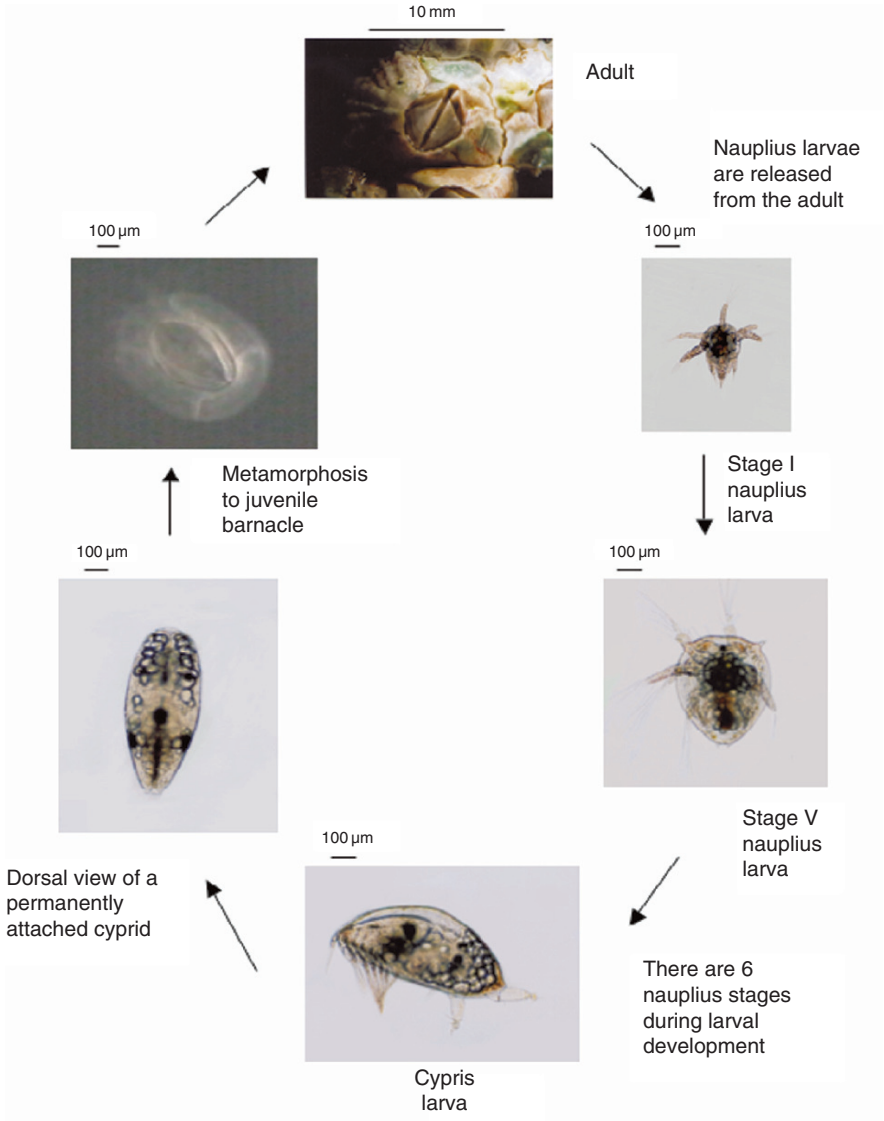 10 mm
Adult
Nauplius larvae
are released
from the adult
100 µm
Stage I
nauplius
larva
100 µm
Stage V
nauplius
larva
There are 6
nauplius stages
during larval
development
100 µm
Cypris
larva
100 µm
Dorsal view of a
permanently
attached cyprid
Metamorphosis
to juvenile
barnacle
100 µm